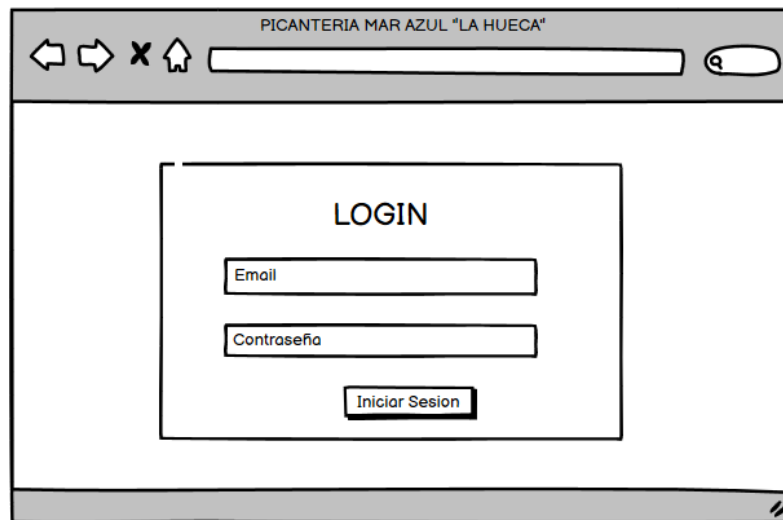 PICANTERIA MAR AZUL "LA HUECA"
LOGIN
Email
Contraseña
Iniciar Sesion